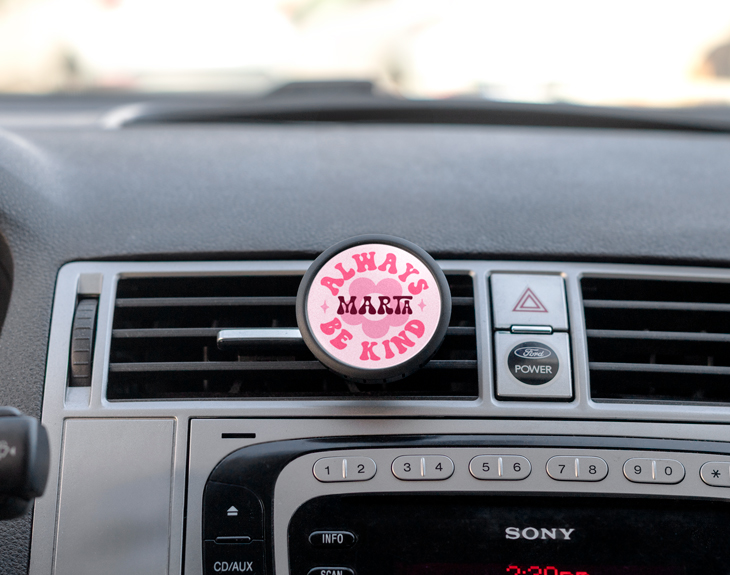 ALWAYS
MARTA
BE KIND
Ford
POWER
1 2 3 4 5 6 7 8 9 0 *
INFO
SONY
CD/AUX
SCAN